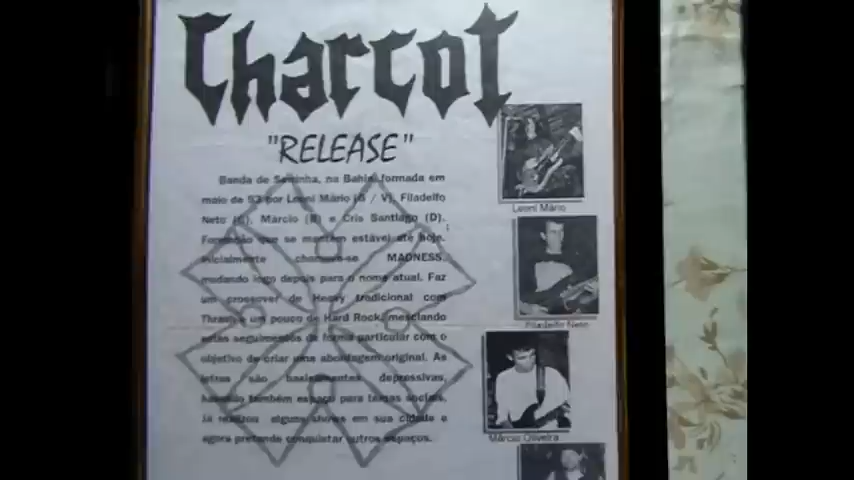 Charcot
"RELEASE"
Banda de Serrinha, na Bahia, formada em
maio de 93 por Leoni Mário (G / V), Filadelfo
Neto (G), Márcio (B) e Cris Santiago (D).
Formação que se mantém estável até hoje.
Inicialmente chamava-se MADNESS,
mudando logo depois para o nome atual. Faz
um crossover de Heavy tradicional com
Thrash e um pouco de Hard Rock, mesclando
estes seguimentos de forma particular com o
objetivo de criar uma abordagem original. As
letras são basicamentes depressivas,
havendo também espaço para temas sociais.
Já realizou alguns shows em sua cidade e
agora pretende conquistar outros espaços.
Leoni Mário
Filadelfo Neto
Márcio Oliveira